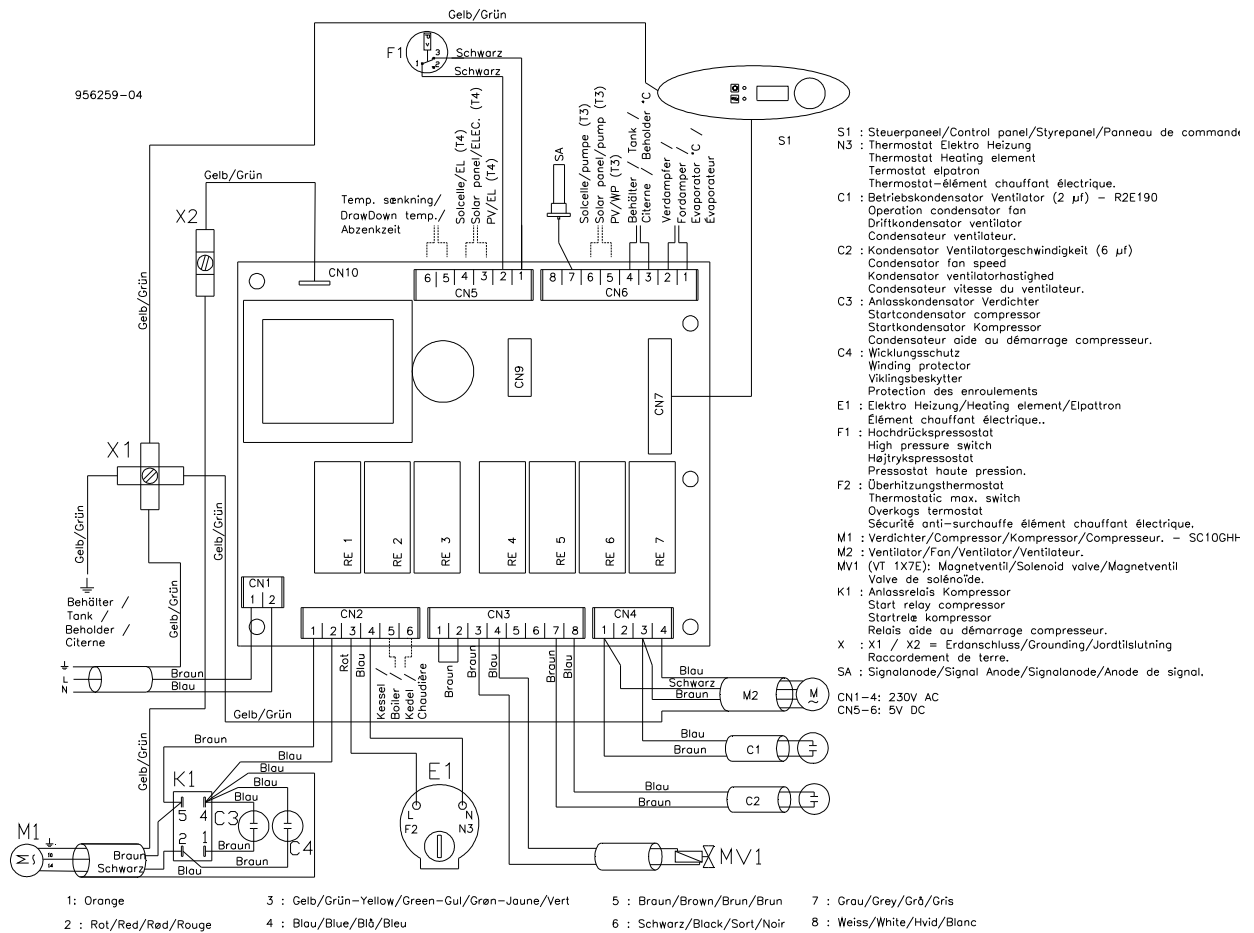 Gelb/Grün
F1
3
1
2
Schwarz
Schwarz
956259-04
S1
Gelb/Grün
X2
Gelb/Grün
Temp. sænkning/
DrawDown temp./
Abzenkzeit
Solcelle/EL (T4)
Solar panel/ELEC. (T4)
PV/EL (T4)
SA
Solcelle/pumpe (T3)
Solar panel/pump (T3)
PV/WP (T3)
Behälter / Tank /
Citerne / Beholder °C
Verdampfer /
Fordamper /
Evaporator °C /
Évaporateur
CN10
6 5 4 3 2 1
CN5
8 7 6 5 4 3 2 1
CN6
CN9
CN7
X1
RE 1
RE 2
RE 3
RE 4
RE 5
RE 6
RE 7
Gelb/Grün
Gelb/Grün
Gelb/Grün
Behälter /
Tank /
Beholder /
Citerne
CN1
1 2
CN2
1 2 3 4 5 6
CN3
1 2 3 4 5 6 7 8
CN4
1 2 3 4
L
N
Braun
Blau
Rot
Blau
Kessel /
Boiler /
Kedel /
Chaudière
Braun
Braun
Blau
Blau
Schwarz
Braun
M2
M
~
Gelb/Grün
Gelb/Grün
Braun
Blau
Blau
Blau
Blau
Braun
C1
Blau
Braun
C2
K1
5 4
2 1
Blau
C3
C4
Braun
Braun
Blau
M1
Braun
Schwarz
E1
L
F2
N
N3
MV1
S1 : Steuerpaneel/Control panel/Styrepanel/Panneau de commande
N3 : Thermostat Elektro Heizung
Thermostat Heating element
Termostat elpatron
Thermostat-élément chauffant électrique.
C1 : Betriebskondensator Ventilator (2 µf) - R2E190
Operation condensator fan
Driftkondensator ventilator
Condensateur ventilateur.
C2 : Kondensator Ventilatorgeschwindigkeit (6 µf)
Condensator fan speed
Kondensator ventilatorhastighed
Condensateur vitesse du ventilateur.
C3 : Anlasskondensator Verdichter
Startcondensator compressor
Startkondensator Kompressor
Condensateur aide au démarrage compresseur.
C4 : Wicklungsschutz
Winding protector
Viklingsbeskytter
Protection des enroulements
E1 : Elektro Heizung/Heating element/Elpattron
Élément chauffant électrique..
F1 : Hochdrückspressostat
High pressure switch
Højtrykspressostat
Pressostat haute pression.
F2 : Überhitzungsthermostat
Thermostatic max. switch
Overkogs termostat
Sécurité anti-surchauffe élément chauffant électrique.
M1 : Verdichter/Compressor/Kompressor/Compresseur. - SC10GHH
M2 : Ventilator/Fan/Ventilator/Ventilateur.
MV1 (VT 1X7E): Magnetventil/Solenoid valve/Magnetventil
Valve de solénoïde.
K1 : Anlassrelais Kompressor
Start relay compressor
Startrelæ kompressor
Relais aide au démarrage compresseur.
X : X1 / X2 = Erdanschluss/Grounding/Jordtilslutning
Raccordement de terre.
SA : Signalanode/Signal Anode/Signalanode/Anode de signal.
CN1-4: 230V AC
CN5-6: 5V DC
1: Orange
3 : Gelb/Grün-Yellow/Green-Gul/Grøn-Jaune/Vert
5 : Braun/Brown/Brun/Brun
7 : Grau/Grey/Grå/Gris
2 : Rot/Red/Rød/Rouge
4 : Blau/Blue/Blå/Bleu
6 : Schwarz/Black/Sort/Noir
8 : Weiss/White/Hvid/Blanc